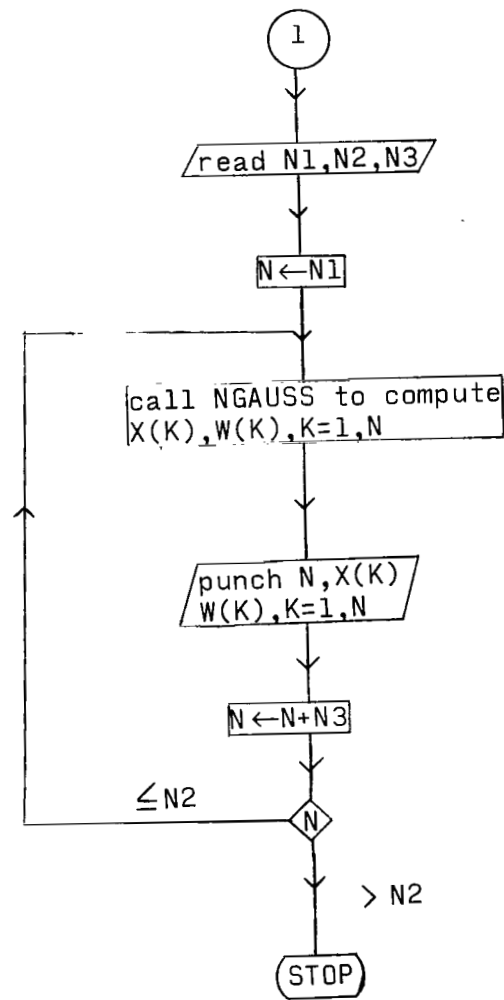 1
read N1,N2,N3
N←N1
call NGAUSS to compute
X(K),W(K),K=1,N
punch N,X(K)
W(K),K=1,N
N←N+N3
≦N2
N
> N2
STOP